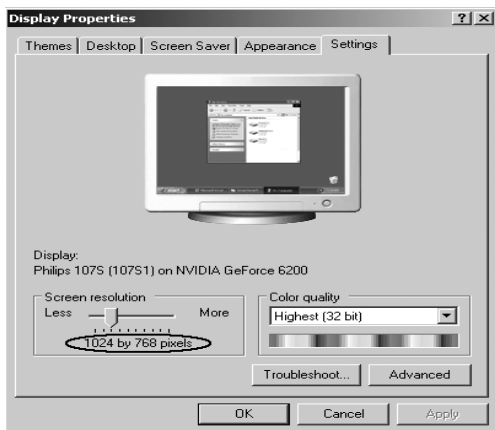 Display Properties
Themes Desktop Screen Saver Appearance Settings
Display:
Philips 107S (107S1) on NVIDIA GeForce 6200
Screen resolution
Less More
1024 by 768 pixels
Color quality
Highest (32 bit)
Troubleshoot... Advanced
OK Cancel Apply